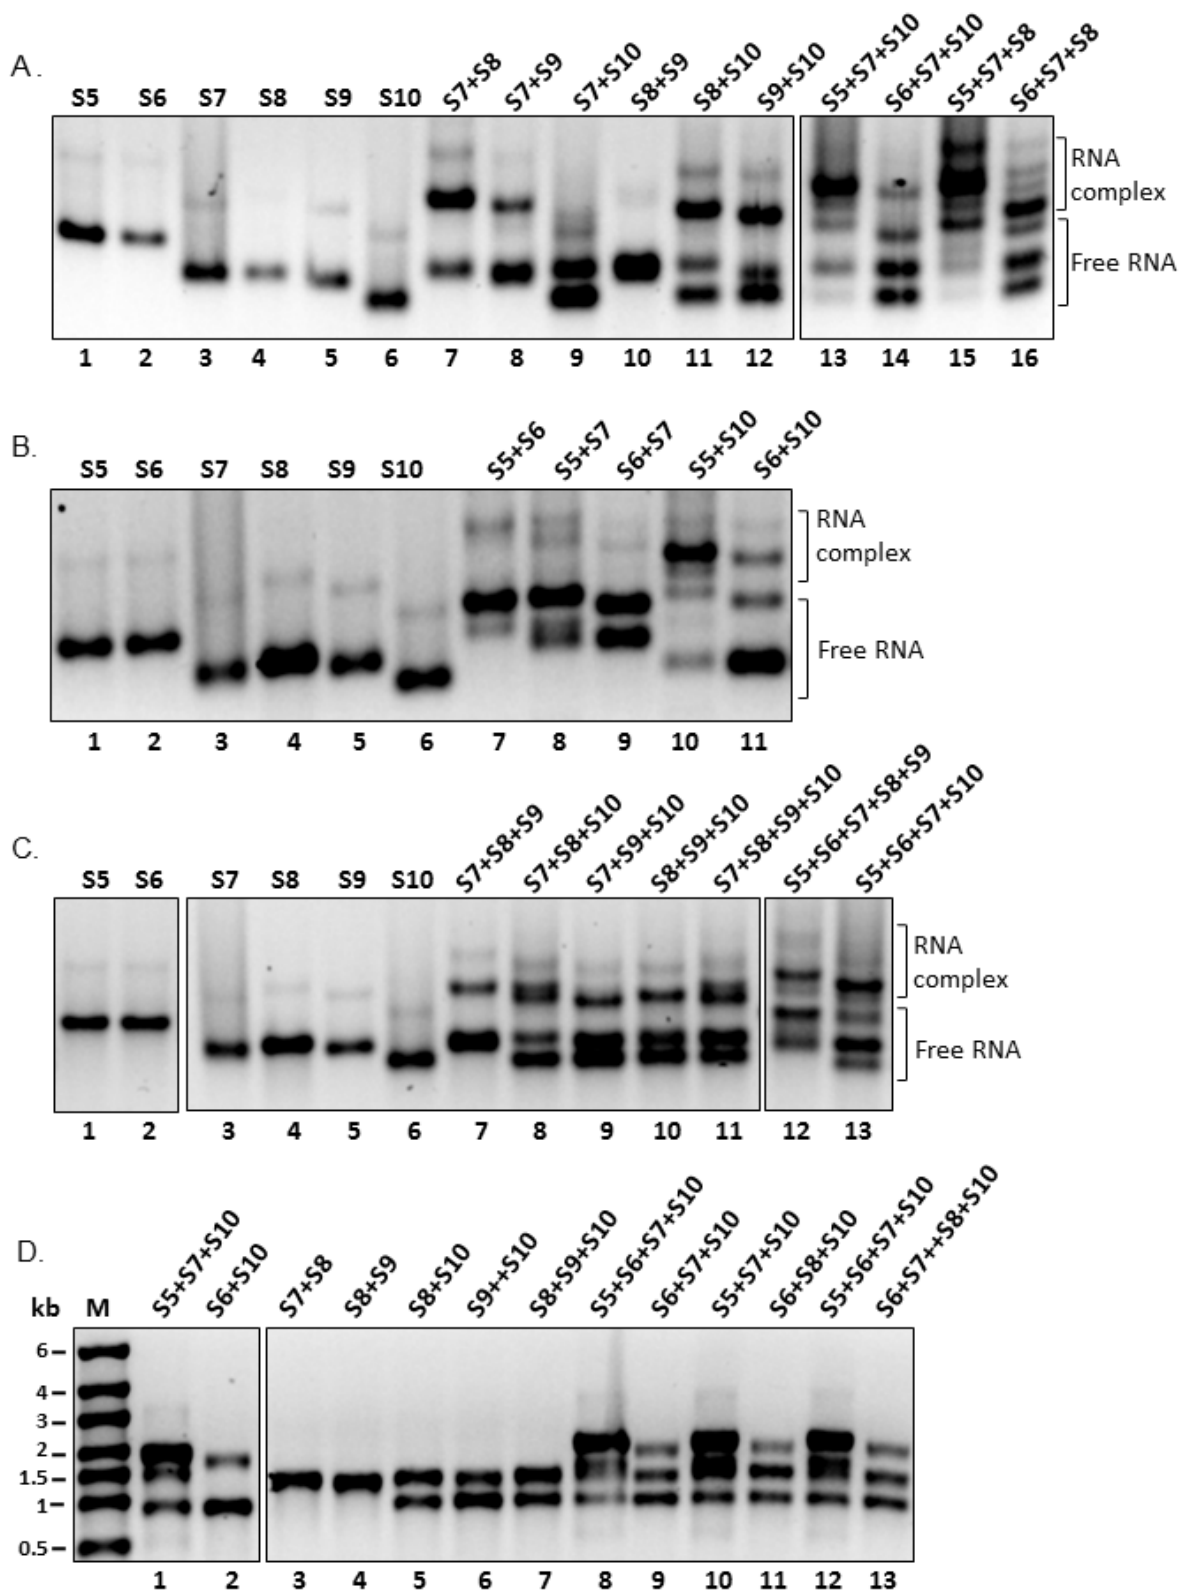 A.
S5 S6 S7 S8 S9 S10 S7+S8 S7+S9 S7+S10 S8+S9 S8+S10 S9+S10 S5+S7+S10 S6+S7+S10 S5+S7+S8 S6+S7+S8
RNA
complex
Free RNA
1 2 3 4 5 6 7 8 9 10 11 12 13 14 15 16
B.
S5 S6 S7 S8 S9 S10 S5+S6 S5+S7 S6+S7 S5+S10 S6+S10
RNA
complex
Free RNA
1 2 3 4 5 6 7 8 9 10 11
C.
S5 S6 S7 S8 S9 S10 S7+S8+S9 S7+S8+S10 S7+S9+S10 S8+S9+S10 S7+S8+S9+S10 S5+S6+S7+S8+S9 S5+S6+S7+S10
RNA
complex
Free RNA
1 2 3 4 5 6 7 8 9 10 11 12 13
D.
kb M S5+S7+S10 S6+S10 S7+S8 S8+S9 S8+S10 S9++S10 S8+S9+S10 S5+S6+S7+S10 S6+S7+S10 S5+S7+S10 S6+S8+S10 S5+S6+S7+S10 S6+S7++S8+S10
6
4
3
2
1.5
1
0.5
1 2 3 4 5 6 7 8 9 10 11 12 13